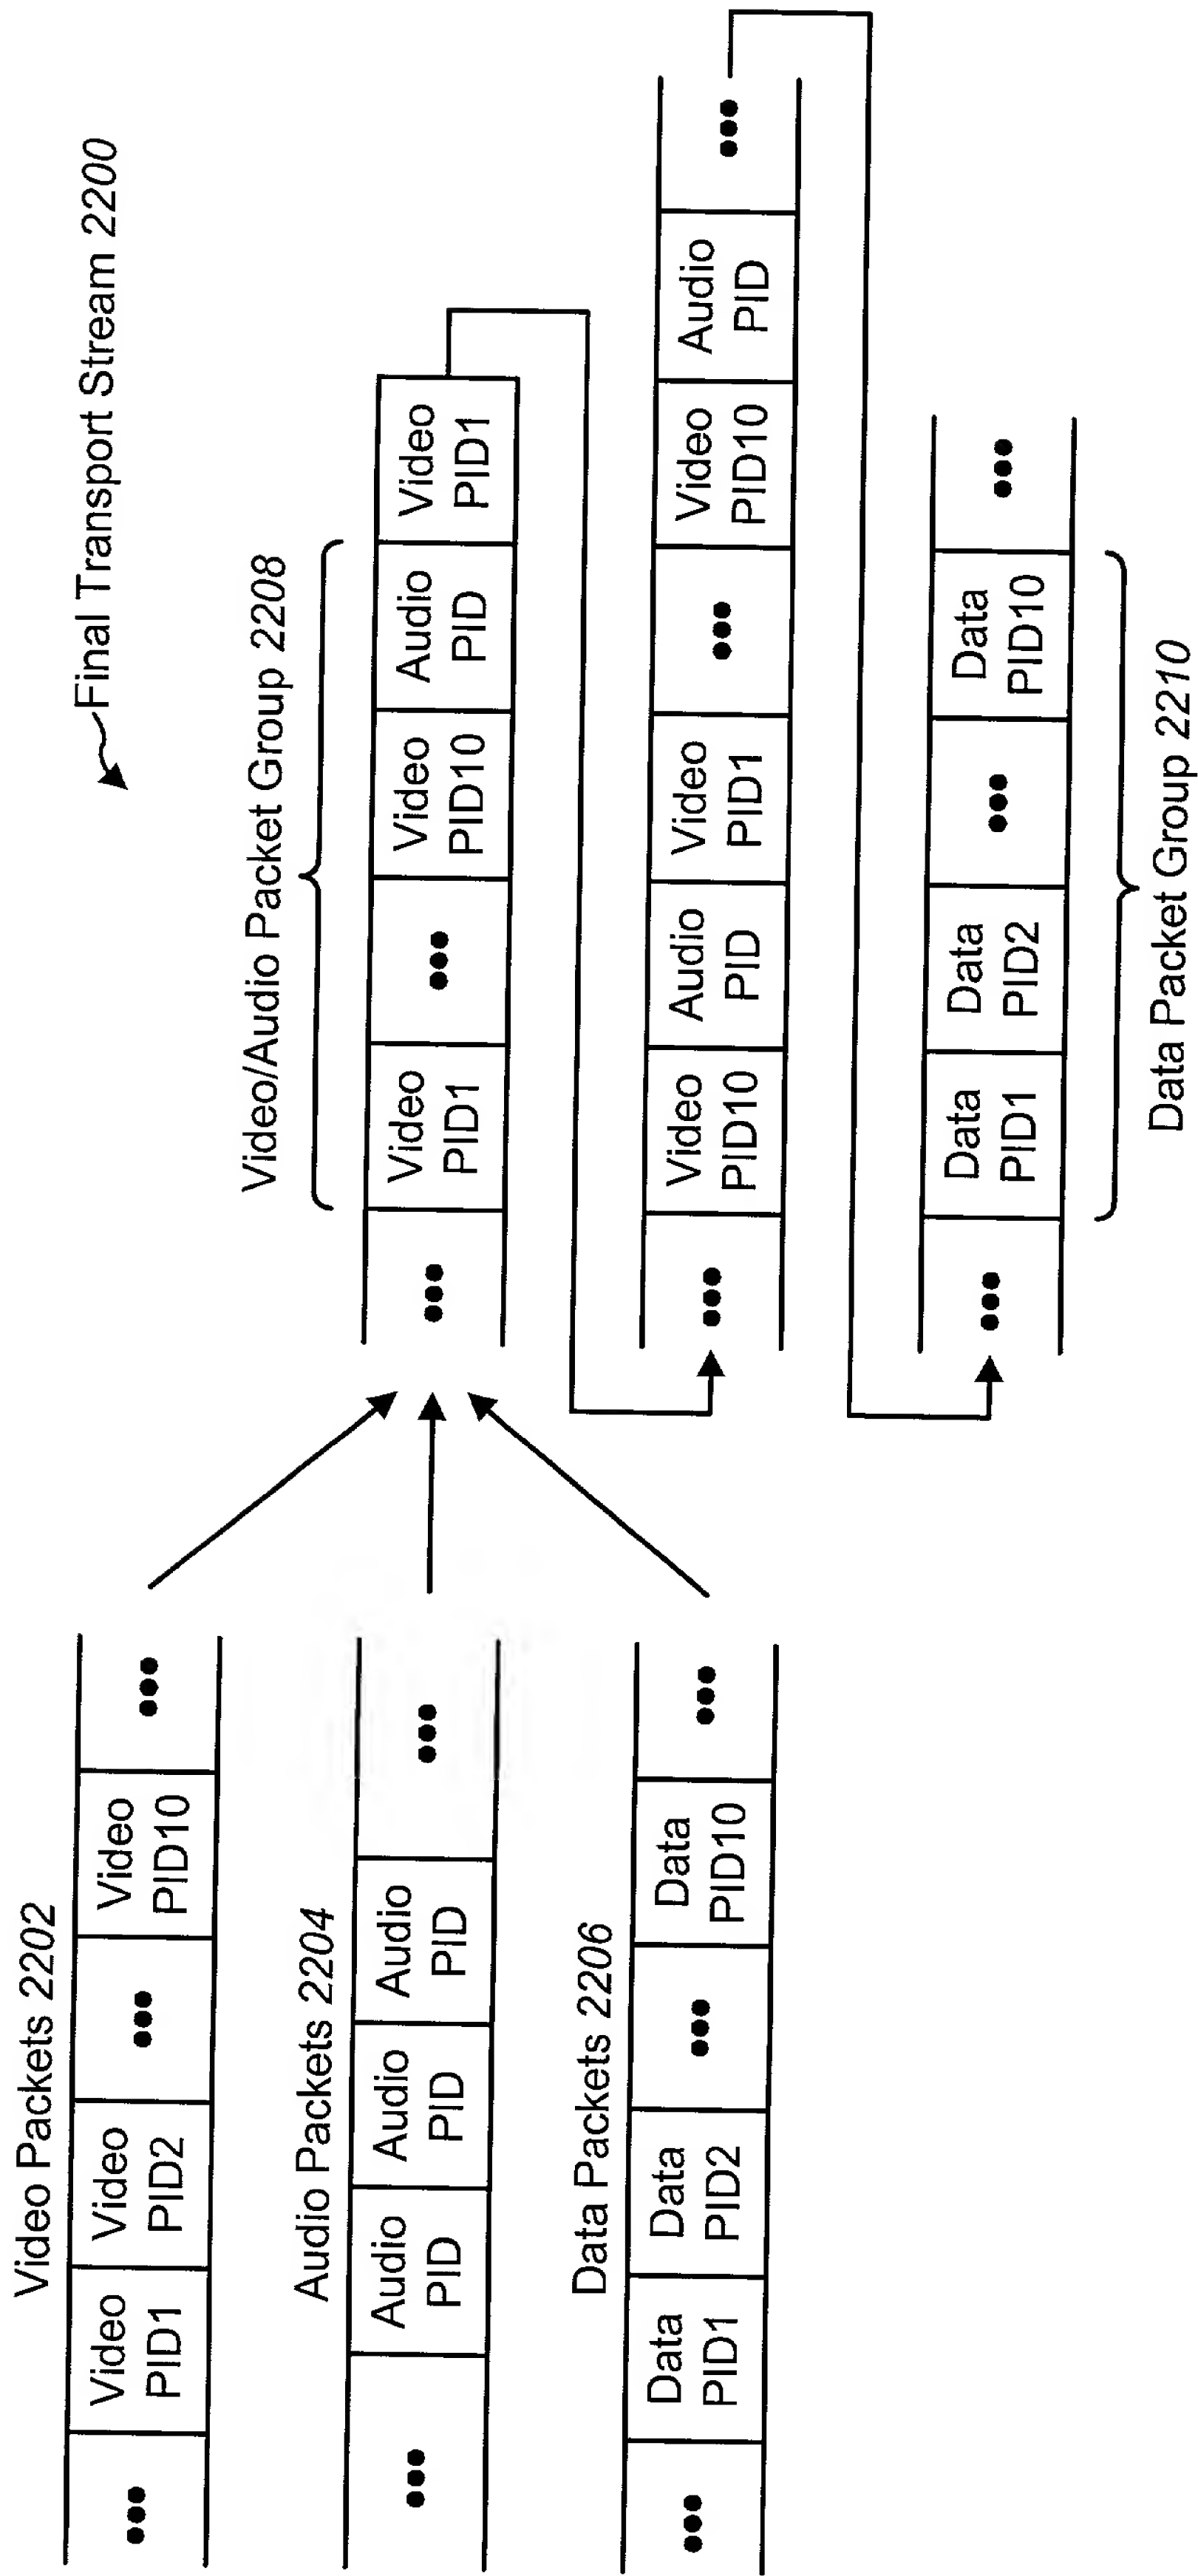 Final Transport Stream 2200
Video Packets 2202
••• Video PID1 Video PID2 ••• Video PID10 •••
Audio Packets 2204
••• Audio PID Audio PID Audio PID •••
Data Packets 2206
••• Data PID1 Data PID2 ••• Data PID10 •••
Video/Audio Packet Group 2208
••• Video PID1 ••• Video PID10 Audio PID Video PID1
••• Video PID10 Audio PID Video PID1 ••• Video PID10 Audio PID •••
••• Data PID1 Data PID2 ••• Data PID10 •••
Data Packet Group 2210